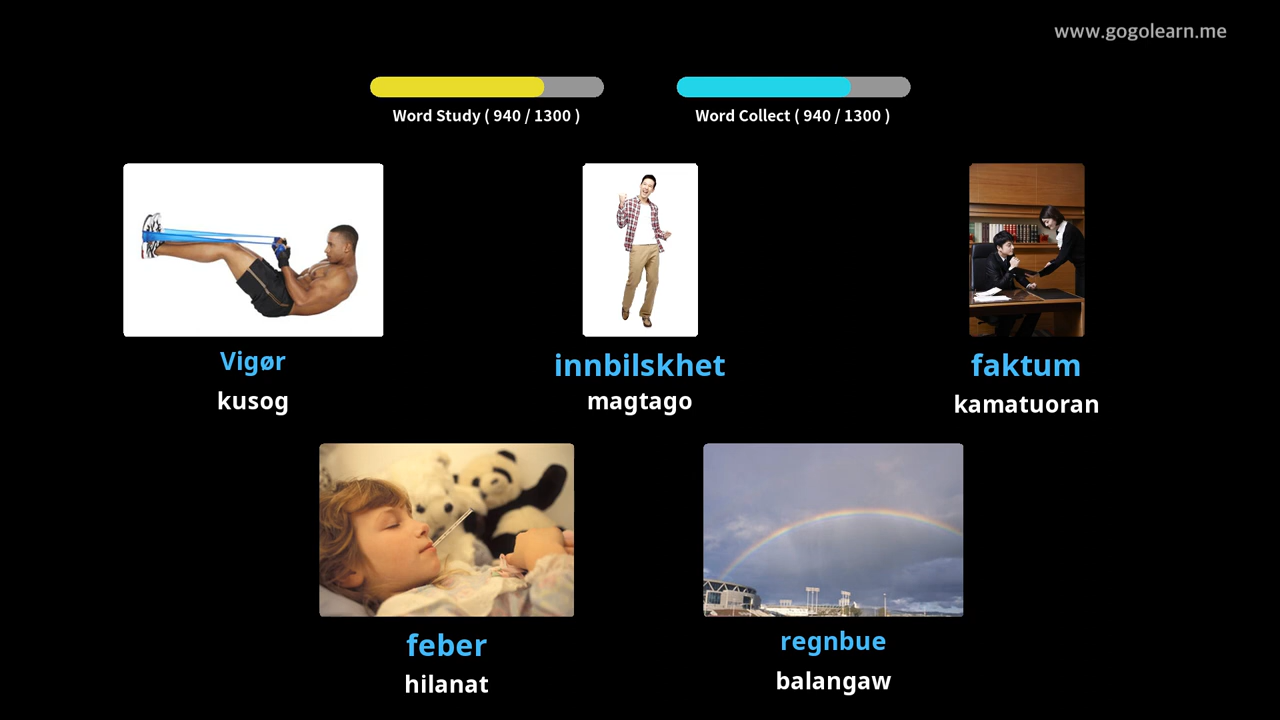 www.gogolearn.me
Word Study ( 940 / 1300 )
Word Collect ( 940 / 1300 )
Vigør
innbilskhet
faktum
kusog
magtago
kamatuoran
feber
regnbue
hilanat
balangaw